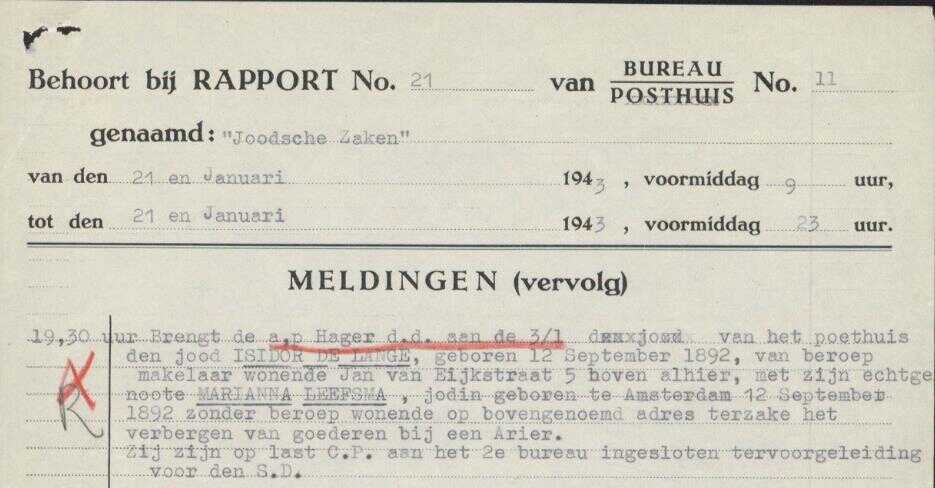 Behoort bij RAPPORT No. 21 van BUREAU POSTHUIS No. 11
genaamd: "Joodsche Zaken"
van den 21 en Januari 1943, voormiddag 9 uur,
tot den 21 en Januari 1943, voormiddag 23 uur.
MELDINGEN (vervolg)
19,30 uur Brengt de a,p Hager d.d. aan de 3/1 van het poethuis
den jood ISIDOR DE LANGE, geboren 12 September 1892, van beroep
makelaar wonende Jan van Eijkstraat 5 boven alhier, met zijn echtge
noote MARIANNA LEEFSMA, jodin geboren te Amsterdam 12 September
1892 zonder beroep wonende op bovengenoemd adres terzake het
verbergen van goederen bij een Arier.
Zij zijn op last C.P. aan het 2e bureau ingesloten tervoorgeleiding
voor den S.D.
R